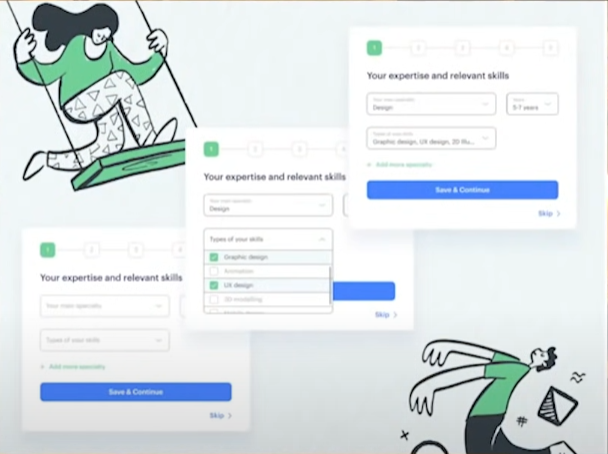 1
2
3
4
5
Your expertise and relevant skills
Your main specialty
Design
Years
5-7 years
Types of your skills
Graphic design, UX design, 2D illu...
+ Add more specialty
Save & Continue
Skip >
1
2
3
4
Your expertise and relevant skills
Your main specialty
Design
Types of your skills
Graphic design
Animation
UX design
3D modelling
Skip >
1
2
3
4
Your expertise and relevant skills
Your main specialty
Types of your skills
+ Add more specialty
Save & Continue
Skip >